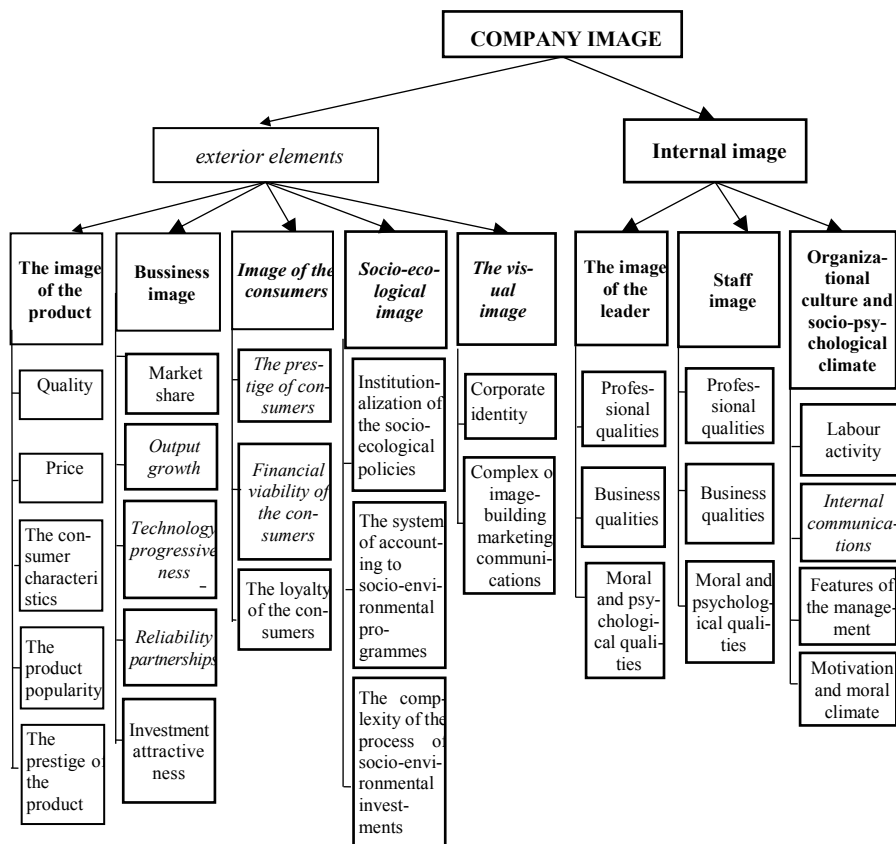 COMPANY IMAGE
exterior elements
Internal image
The image
of the
product
Bussiness
image
Image of the
consumers
Socio-eco-
logical
image
The vis-
ual
image
The image
of the
leader
Staff
image
Organiza-
tional
culture and
socio-psy-
chological
climate
Quality
Price
The con-
sumer
characteri
stics
The
product
popularity
The
prestige of
the
product
Market
share
Output
growth
Technology
progressive
ness
Reliability
partnerships
Investment
attractive
ness
The pres-
tige of con-
sumers
Financial
viability of
the con-
sumers
The loyalty
of the con-
sumers
Institution-
alization of
the socio-
ecological
policies
The system
of accounting
to socio-en-
vironmental
pro-
grammes
The comp-
lexity of the
process of
socio-envi-
ronmental
invest-
ments
Corporate
identity
Complex o
image-
building
marketing
communi-
cations
Profes-
sional
qualities
Business
qualities
Moral
and psy-
chologi-
cal quali-
ties
Profes-
sional
qualities
Business
qualities
Moral and
psycholog-
ical quali-
ties
Labour
activity
Internal
communica-
tions
Features of
the manage-
ment
Motivation
and moral
climate